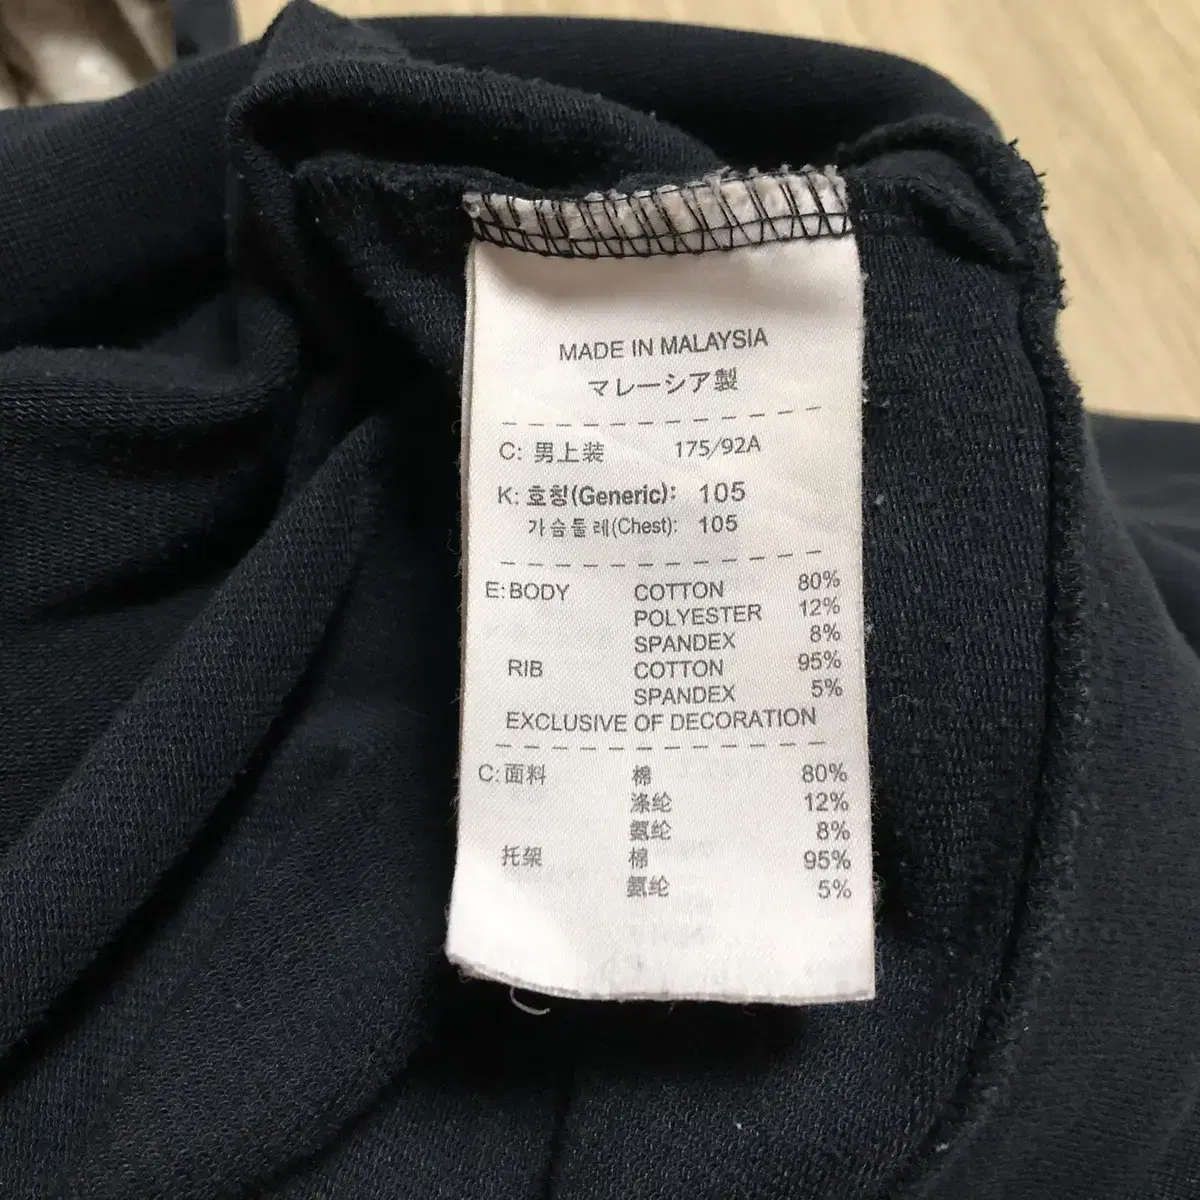 MADE IN MALAYSIA
マレーシア製
C: 男上装 175/92A
K: 호칭(Generic): 105
가슴둘레(Chest): 105
E: BODY COTTON 80%
POLYESTER 12%
SPANDEX 8%
RIB COTTON 95%
SPANDEX 5%
EXCLUSIVE OF DECORATION
C: 面料 棉 80%
涤纶 12%
氨纶 8%
托架 棉 95%
氨纶 5%